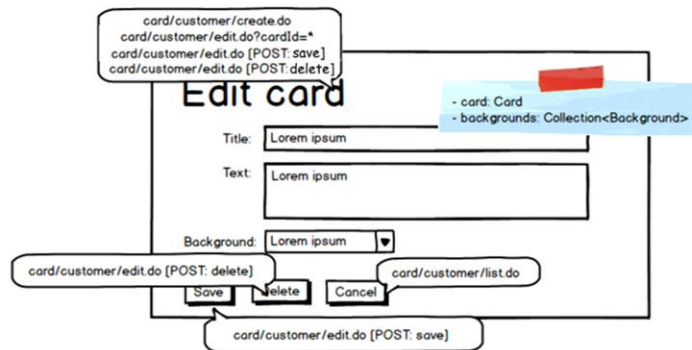 card/customer/create.do
card/customer/edit.do?cardId=*
card/customer/edit.do [POST: save]
card/customer/edit.do [POST: delete]
Edit card
- card: Card
- backgrounds: Collection<Background>
Title: Lorem ipsum
Text: Lorem ipsum
Background: Lorem ipsum
card/customer/edit.do [POST: delete]
card/customer/list.do
Save Delete Cancel
card/customer/edit.do [POST: save]